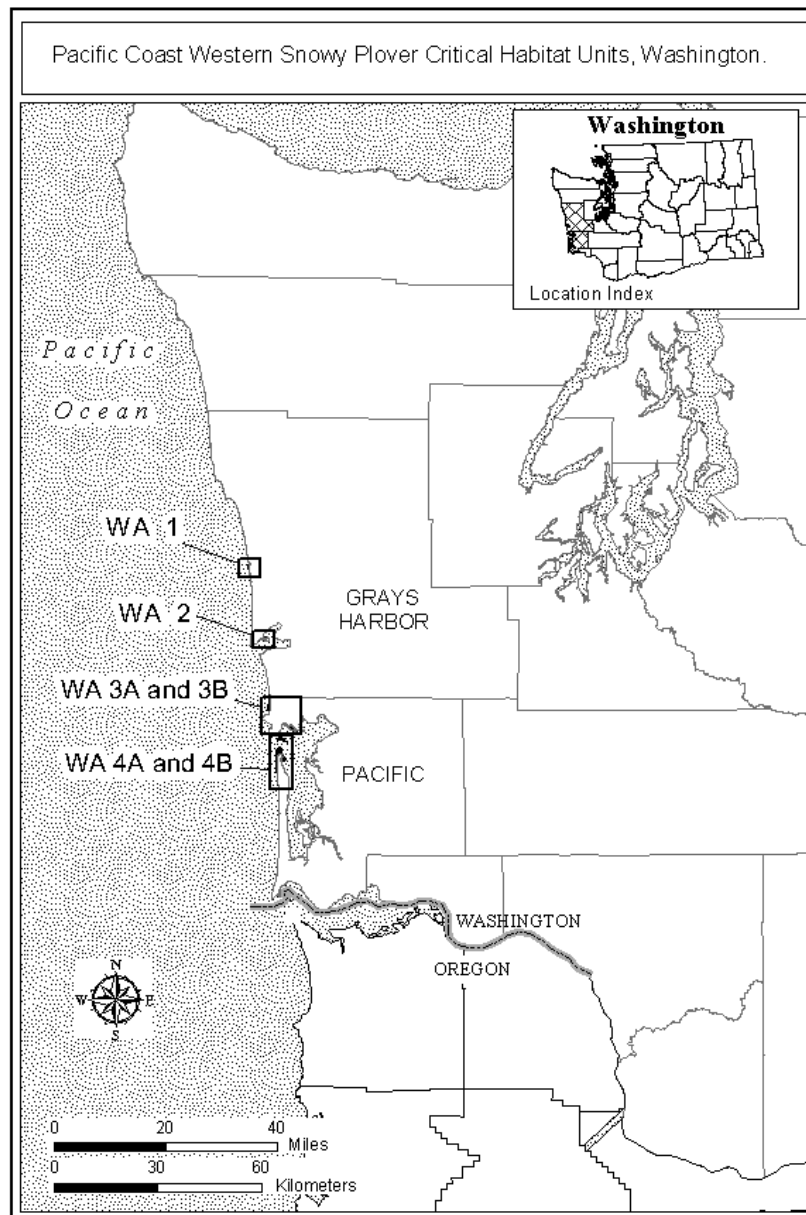 Pacific Coast Western Snowy Plover Critical Habitat Units, Washington.
Washington
Location Index
Pacific
Ocean
WA 1
WA 2
GRAYS
HARBOR
WA 3A and 3B
WA 4A and 4B
PACIFIC
WASHINGTON
OREGON
N
W
E
S
0 20 40
Miles
0 30 60
Kilometers